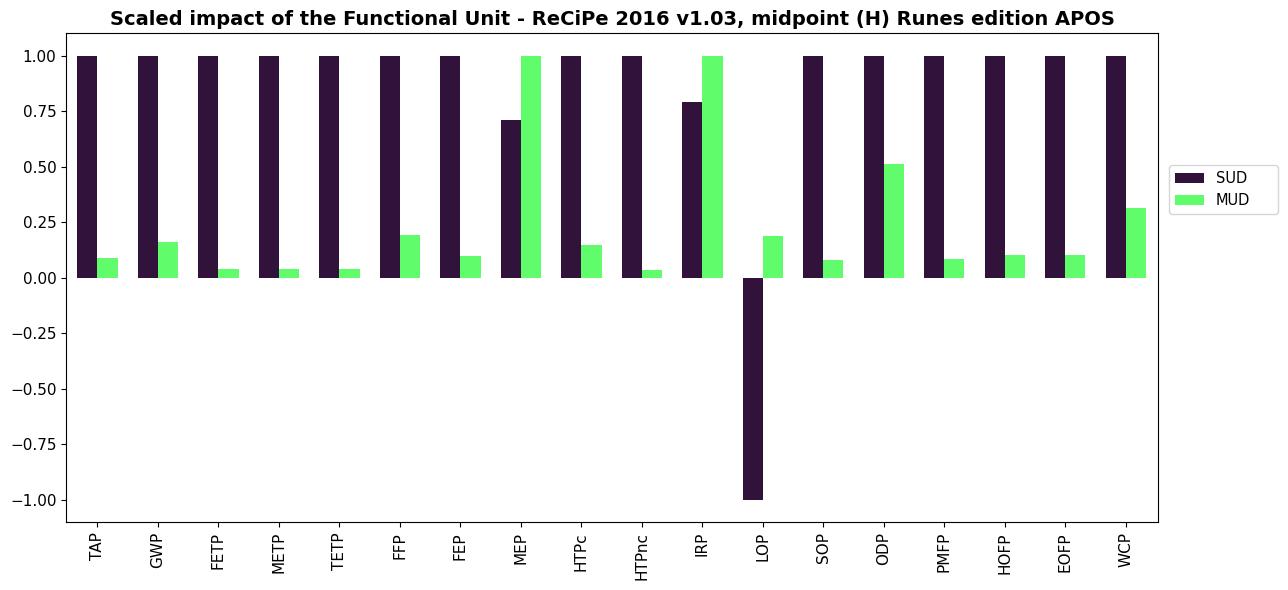 Scaled impact of the Functional Unit - ReCiPe 2016 v1.03, midpoint (H) Runes edition APOS
1.00
0.75
0.50
0.25
0.00
−0.25
−0.50
−0.75
−1.00
TAP
GWP
FETP
METP
TETP
FFP
FEP
MEP
HTPc
HTPnc
IRP
LOP
SOP
ODP
PMFP
HOFP
EOFP
WCP
SUD
MUD